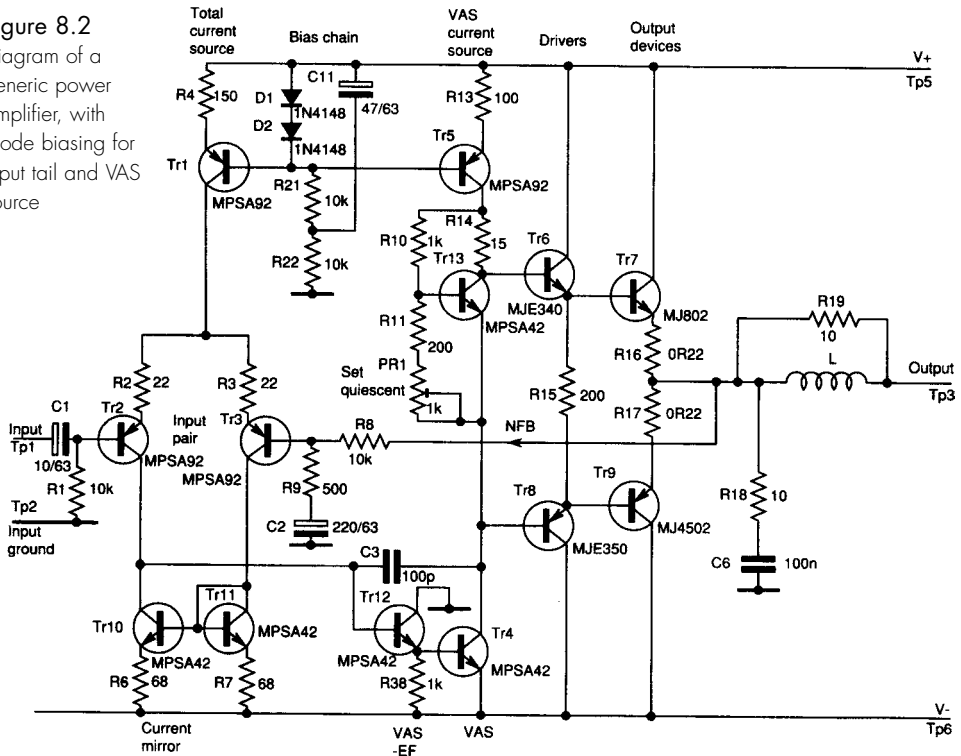 gure 8.2
iagram of a
eneric power
mplifier, with
ode biasing for
put tail and VAS
ource
Total
current
source
Bias chain
VAS
current
source
Drivers
Output
devices
V+
Tp5
R4
150
D1
1N4148
D2
1N4148
C11
47/63
R13
100
Tr1
MPSA92
R21
10k
R22
10k
Tr5
MPSA92
R10
1k
R14
15
Tr13
MPSA42
R11
200
PR1
Set
quiescent
1k
Tr6
MJE340
Tr7
MJ802
R16
0R22
R15
200
R17
0R22
R19
10
L
Output
Tp3
R2
22
R3
22
Input
Tp1
C1
10/63
Tr2
MPSA92
Input
pair
Tr3
MPSA92
R8
10k
NFB
R1
10k
R9
500
Tp2
Input
ground
C2
220/63
Tr8
MJE350
Tr9
MJ4502
R18
10
C6
100n
C3
100p
Tr10
MPSA42
Tr11
MPSA42
Tr12
MPSA42
Tr4
MPSA42
R6
68
R7
68
R38
1k
Current
mirror
VAS
-EF
VAS
V-
Tp6